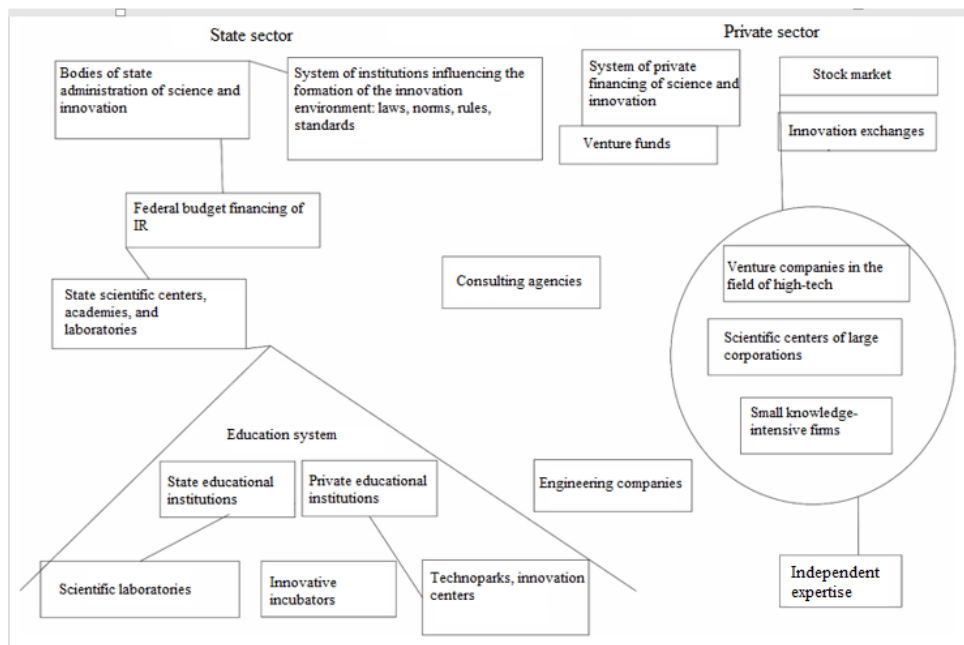 State sector
Private sector
Bodies of state
administration of science and
innovation
System of institutions influencing the
formation of the innovation
environment: laws, norms, rules,
standards
System of private
financing of science and
innovation
Venture funds
Stock market
Innovation exchanges
Federal budget financing of
IR
State scientific centers,
academies, and
laboratories
Consulting agencies
Venture companies in the
field of high-tech
Scientific centers of large
corporations
Small knowledge-
intensive firms
Education system
State educational
institutions
Private educational
institutions
Engineering companies
Scientific laboratories
Innovative
incubators
Technoparks, innovation
centers
Independent
expertise